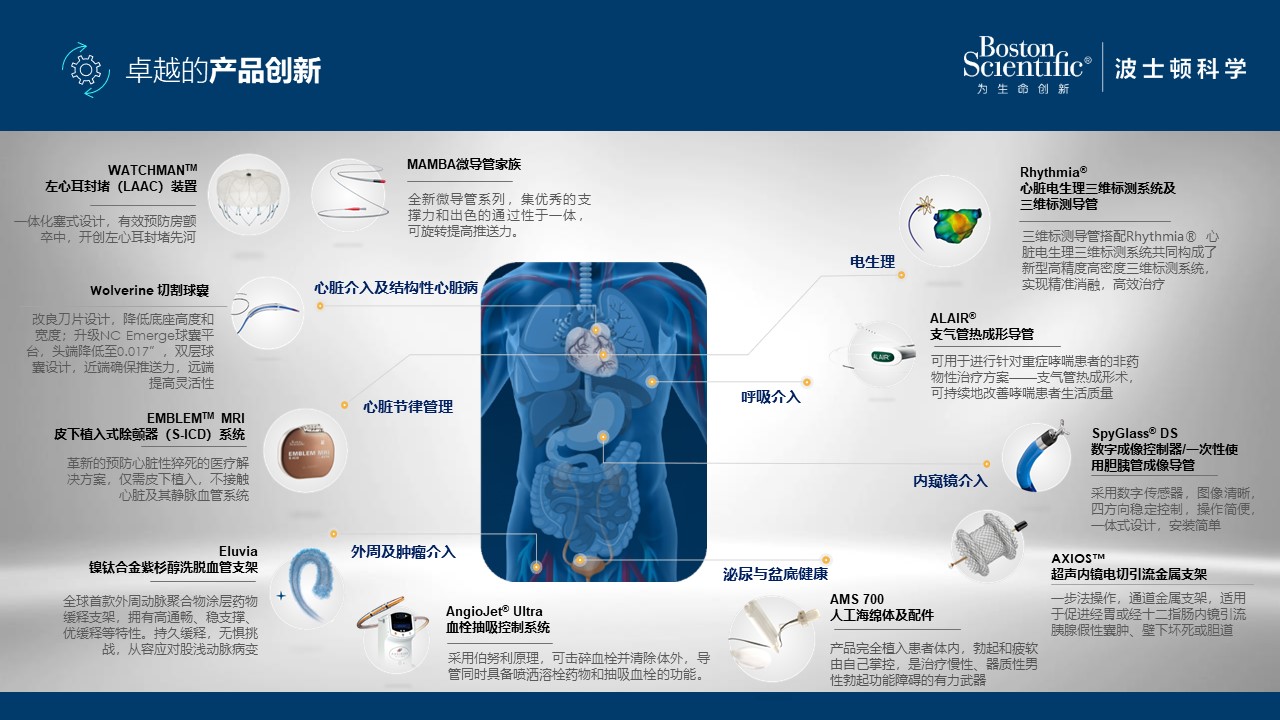 卓越的产品创新
Boston
Scientific®
为生命创新
波士顿科学
WATCHMAN™
左心耳封堵（LAAC）装置
一体化塞式设计，有效预防房颤
卒中，开创左心耳封堵先河
MAMBA微导管家族
全新微导管系列，集优秀的支
撑力和出色的通过性于一体，
可旋转提高推送力。
Wolverine 切割球囊
改良刀片设计，降低底座高度和
宽度；升级NC Emerge球囊平
台，头端降低至0.017"，双层球
囊设计，近端确保推送力，远端
提高灵活性
心脏介入及结构性心脏病
EMBLEM™ MRI
皮下植入式除颤器（S-ICD）系统
革新的预防心脏性猝死的医疗解
决方案，仅需皮下植入，不接触
心脏及其静脉血管系统
心脏节律管理
Eluvia
镍钛合金紫杉醇洗脱血管支架
全球首款外周动脉聚合物涂层药物
缓释支架，拥有高通畅、稳支撑、
优缓释等特性。持久缓释，无惧挑
战，从容应对股浅动脉病变
外周及肿瘤介入
AngioJet® Ultra
血栓抽吸控制系统
采用伯努利原理，可击碎血栓并清除体外，导
管同时具备喷洒溶栓药物和抽吸血栓的功能。
电生理
Rhythmia®
心脏电生理三维标测系统及
三维标测导管
三维标测导管搭配Rhythmia®，心
脏电生理三维标测系统共同构成了
新型高精度高密度三维标测系统，
实现精准消融，高效治疗
呼吸介入
ALAIR®
支气管热成形导管
可用于进行针对重症哮喘患者的非药
物性治疗方案——支气管热成形术，
可持续地改善哮喘患者生活质量
内窥镜介入
SpyGlass® DS
数字成像控制器/一次性使
用胆胰管成像导管
采用数字传感器，图像清晰，
四方向稳定控制，操作简便，
一体式设计，安装简单
AXIOS™
超声内镜电切引流金属支架
一步法操作，通道金属支架，适用
于促进经胃或经十二指肠内镜引流
胰腺假性囊肿、壁下坏死或胆道
泌尿与盆底健康
AMS 700
人工海绵体及配件
产品完全植入患者体内，勃起和疲软
由自己掌控，是治疗慢性、器质性男
性勃起功能障碍的有力武器
EMBLEM MRI
ALAIR